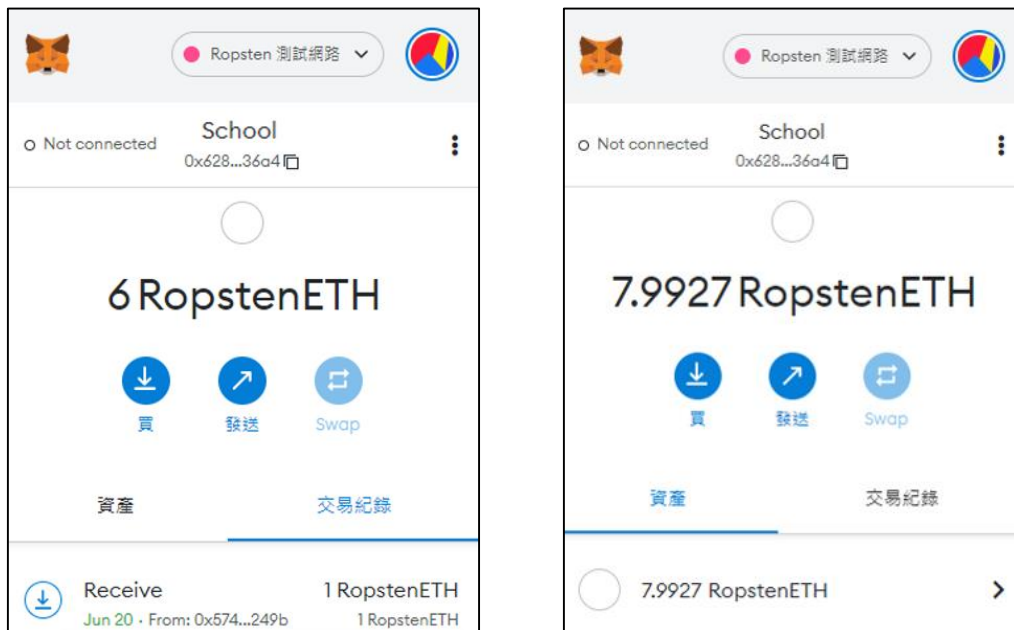 Ropsten 測試網路
Not connected
School
0x628...36a4
6 RopstenETH
買
發送
Swap
資產
交易紀錄
Receive
1 RopstenETH
Jun 20 · From: 0x574...249b
1 RopstenETH
Ropsten 測試網路
Not connected
School
0x628...36a4
7.9927 RopstenETH
買
發送
Swap
資產
交易紀錄
7.9927 RopstenETH